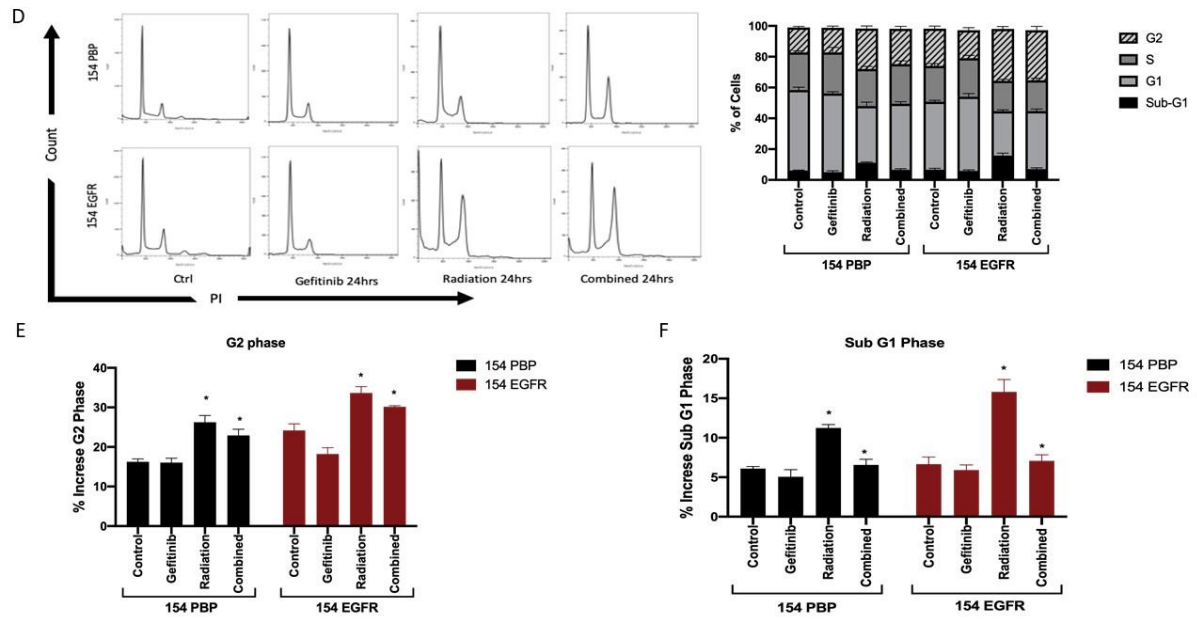 D
Count
154 PBP
154 EGFR
Ctrl
Gefitinib 24hrs
Radiation 24hrs
Combined 24hrs
PI
% of Cells
100
80
60
40
20
0
Control
Gefitinib
Radiation
Combined
Control
Gefitinib
Radiation
Combined
154 PBP
154 EGFR
G2
S
G1
Sub-G1
E
G2 phase
% Increse G2 Phase
40
30
20
10
0
* * * *
Control
Gefitinib
Radiation
Combined
Control
Gefitinib
Radiation
Combined
154 PBP
154 EGFR
154 PBP
154 EGFR
F
Sub G1 Phase
% Increse Sub G1 Phase
20
15
10
5
0
* * * *
Control
Gefitinib
Radiation
Combined
Control
Gefitinib
Radiation
Combined
154 PBP
154 EGFR
154 PBP
154 EGFR